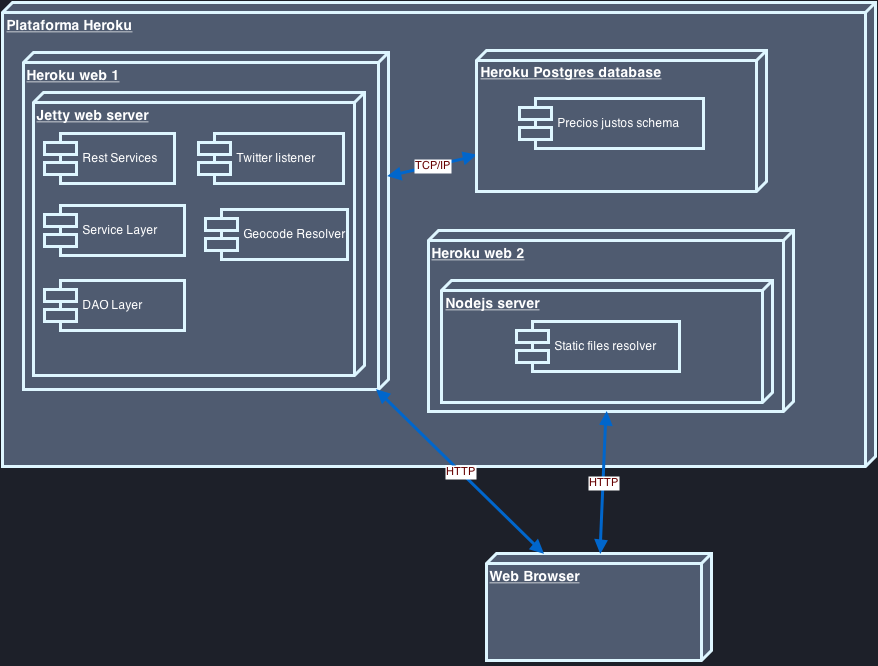 Plataforma Heroku
Heroku web 1
Jetty web server
Rest Services
Twitter listener
Service Layer
Geocode Resolver
DAO Layer
TCP/IP
Heroku Postgres database
Precios justos schema
Heroku web 2
Nodejs server
Static files resolver
HTTP
HTTP
Web Browser